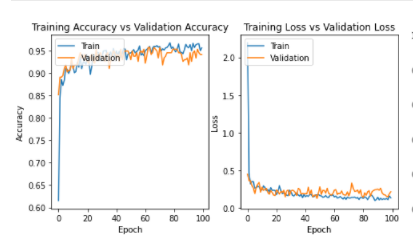 Training Accuracy vs Validation Accuracy
Train
Validation
0.95
0.90
0.85
0.80
0.75
0.70
0.65
0.60
Accuracy
0 20 40 60 80 100
Epoch
Training Loss vs Validation Loss
Train
Validation
2.0
1.5
1.0
0.5
0.0
Loss
0 20 40 60 80 100
Epoch